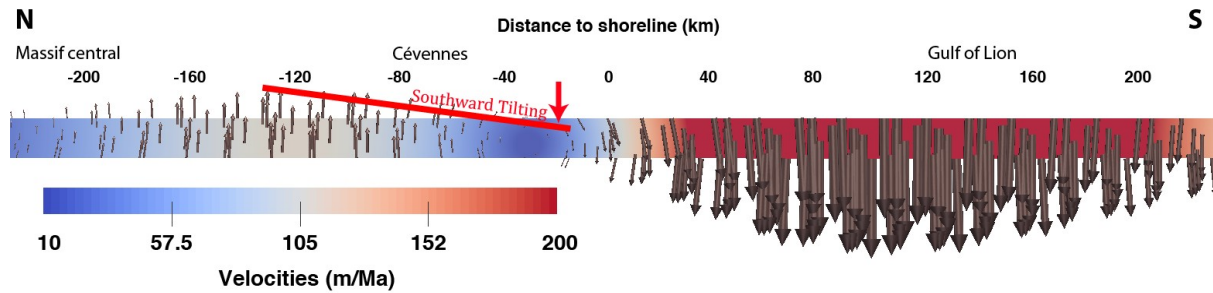 N
Distance to shoreline (km)
S
Massif central
Cévennes
Gulf of Lion
-200 -160 -120 -80 -40 0 40 80 120 160 200
Southward Tilting
10 57.5 105 152 200
Velocities (m/Ma)